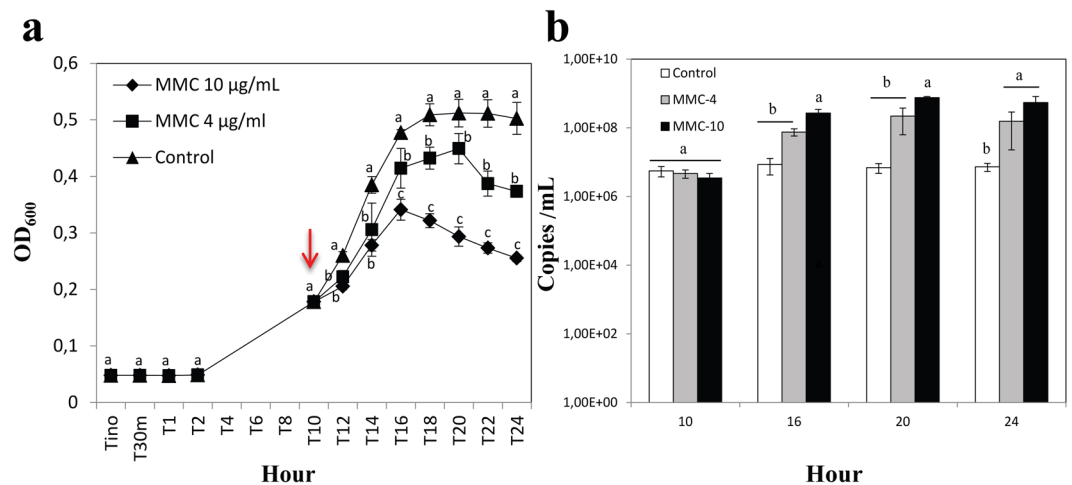 a
b
0,6
0,5
0,4
0,3
0,2
0,1
0
OD600
MMC 10 µg/mL
MMC 4 µg/ml
Control
a a a a
a
a b b
a b b
a b c
a b c
a b c
a b c
a c
Tino T30m T1 T2 T4 T6 T8 T10 T12 T14 T16 T18 T20 T22 T24
Hour
1,00E+10
1,00E+08
1,00E+06
1,00E+04
1,00E+02
1,00E+00
Copies /mL
Control
MMC-4
MMC-10
a
b a
b a
b a
10 16 20 24
Hour